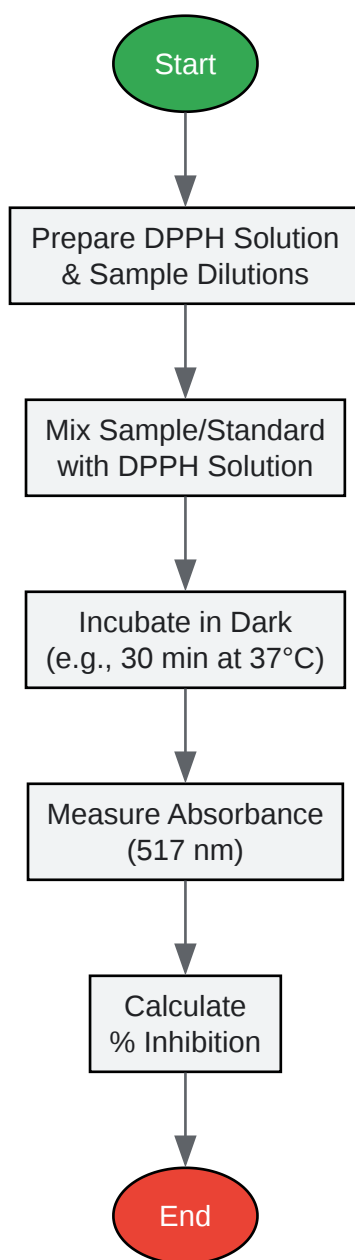 Start
Prepare DPPH Solution
& Sample Dilutions
Mix Sample/Standard
with DPPH Solution
Incubate in Dark
(e.g., 30 min at 37°C)
Measure Absorbance
(517 nm)
Calculate
% Inhibition
End